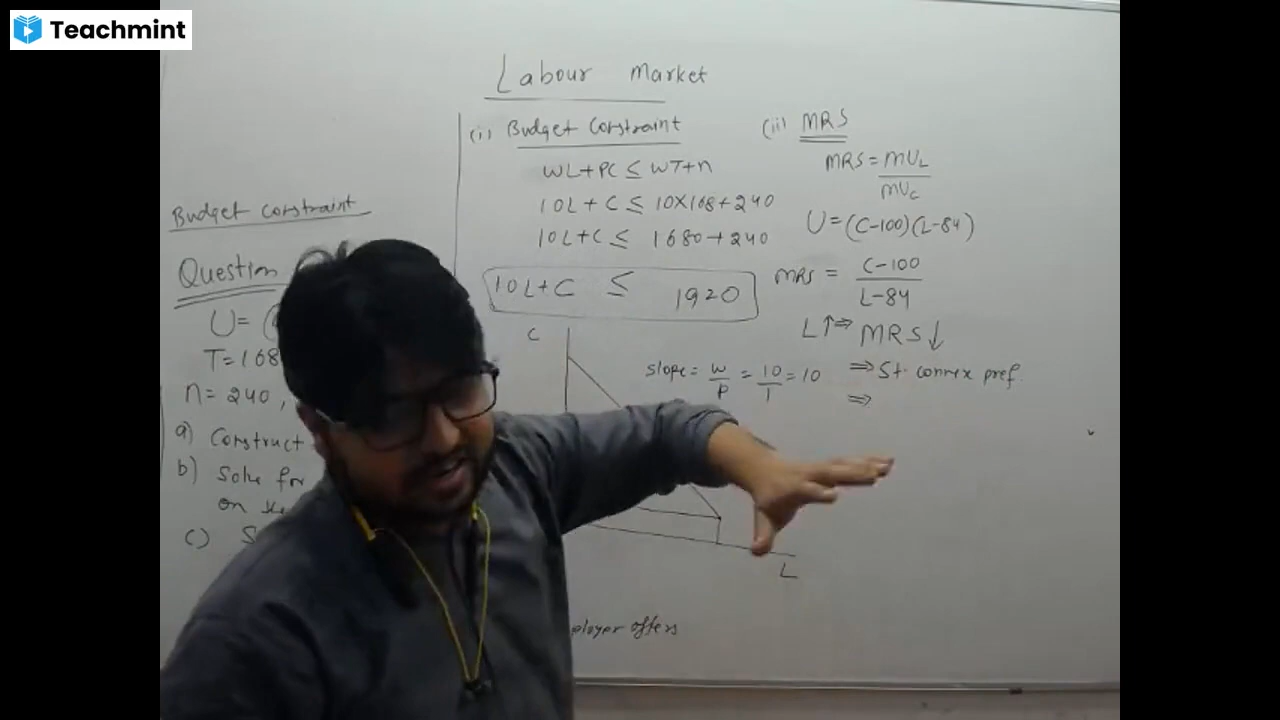 Teachmint
Labour Market
Budget constraint
Question
U= (
T=168
n= 240 ,
a) Construct
b) Solve for
on
c) S
(i) Budget Constraint
WL+PC ≤ WT+n
10L + C ≤ 10X168+240
10L+C ≤ 1680+240
10L+C ≤ 1920
C
slope= W/P = 10/1 = 10
L
ployer offers
(ii) MRS
MRS = MUL/MUC
U=(C-100)(L-84)
MRS = C-100/L-84
L↑⇒ MRS↓
⇒St. convex pref.
⇒